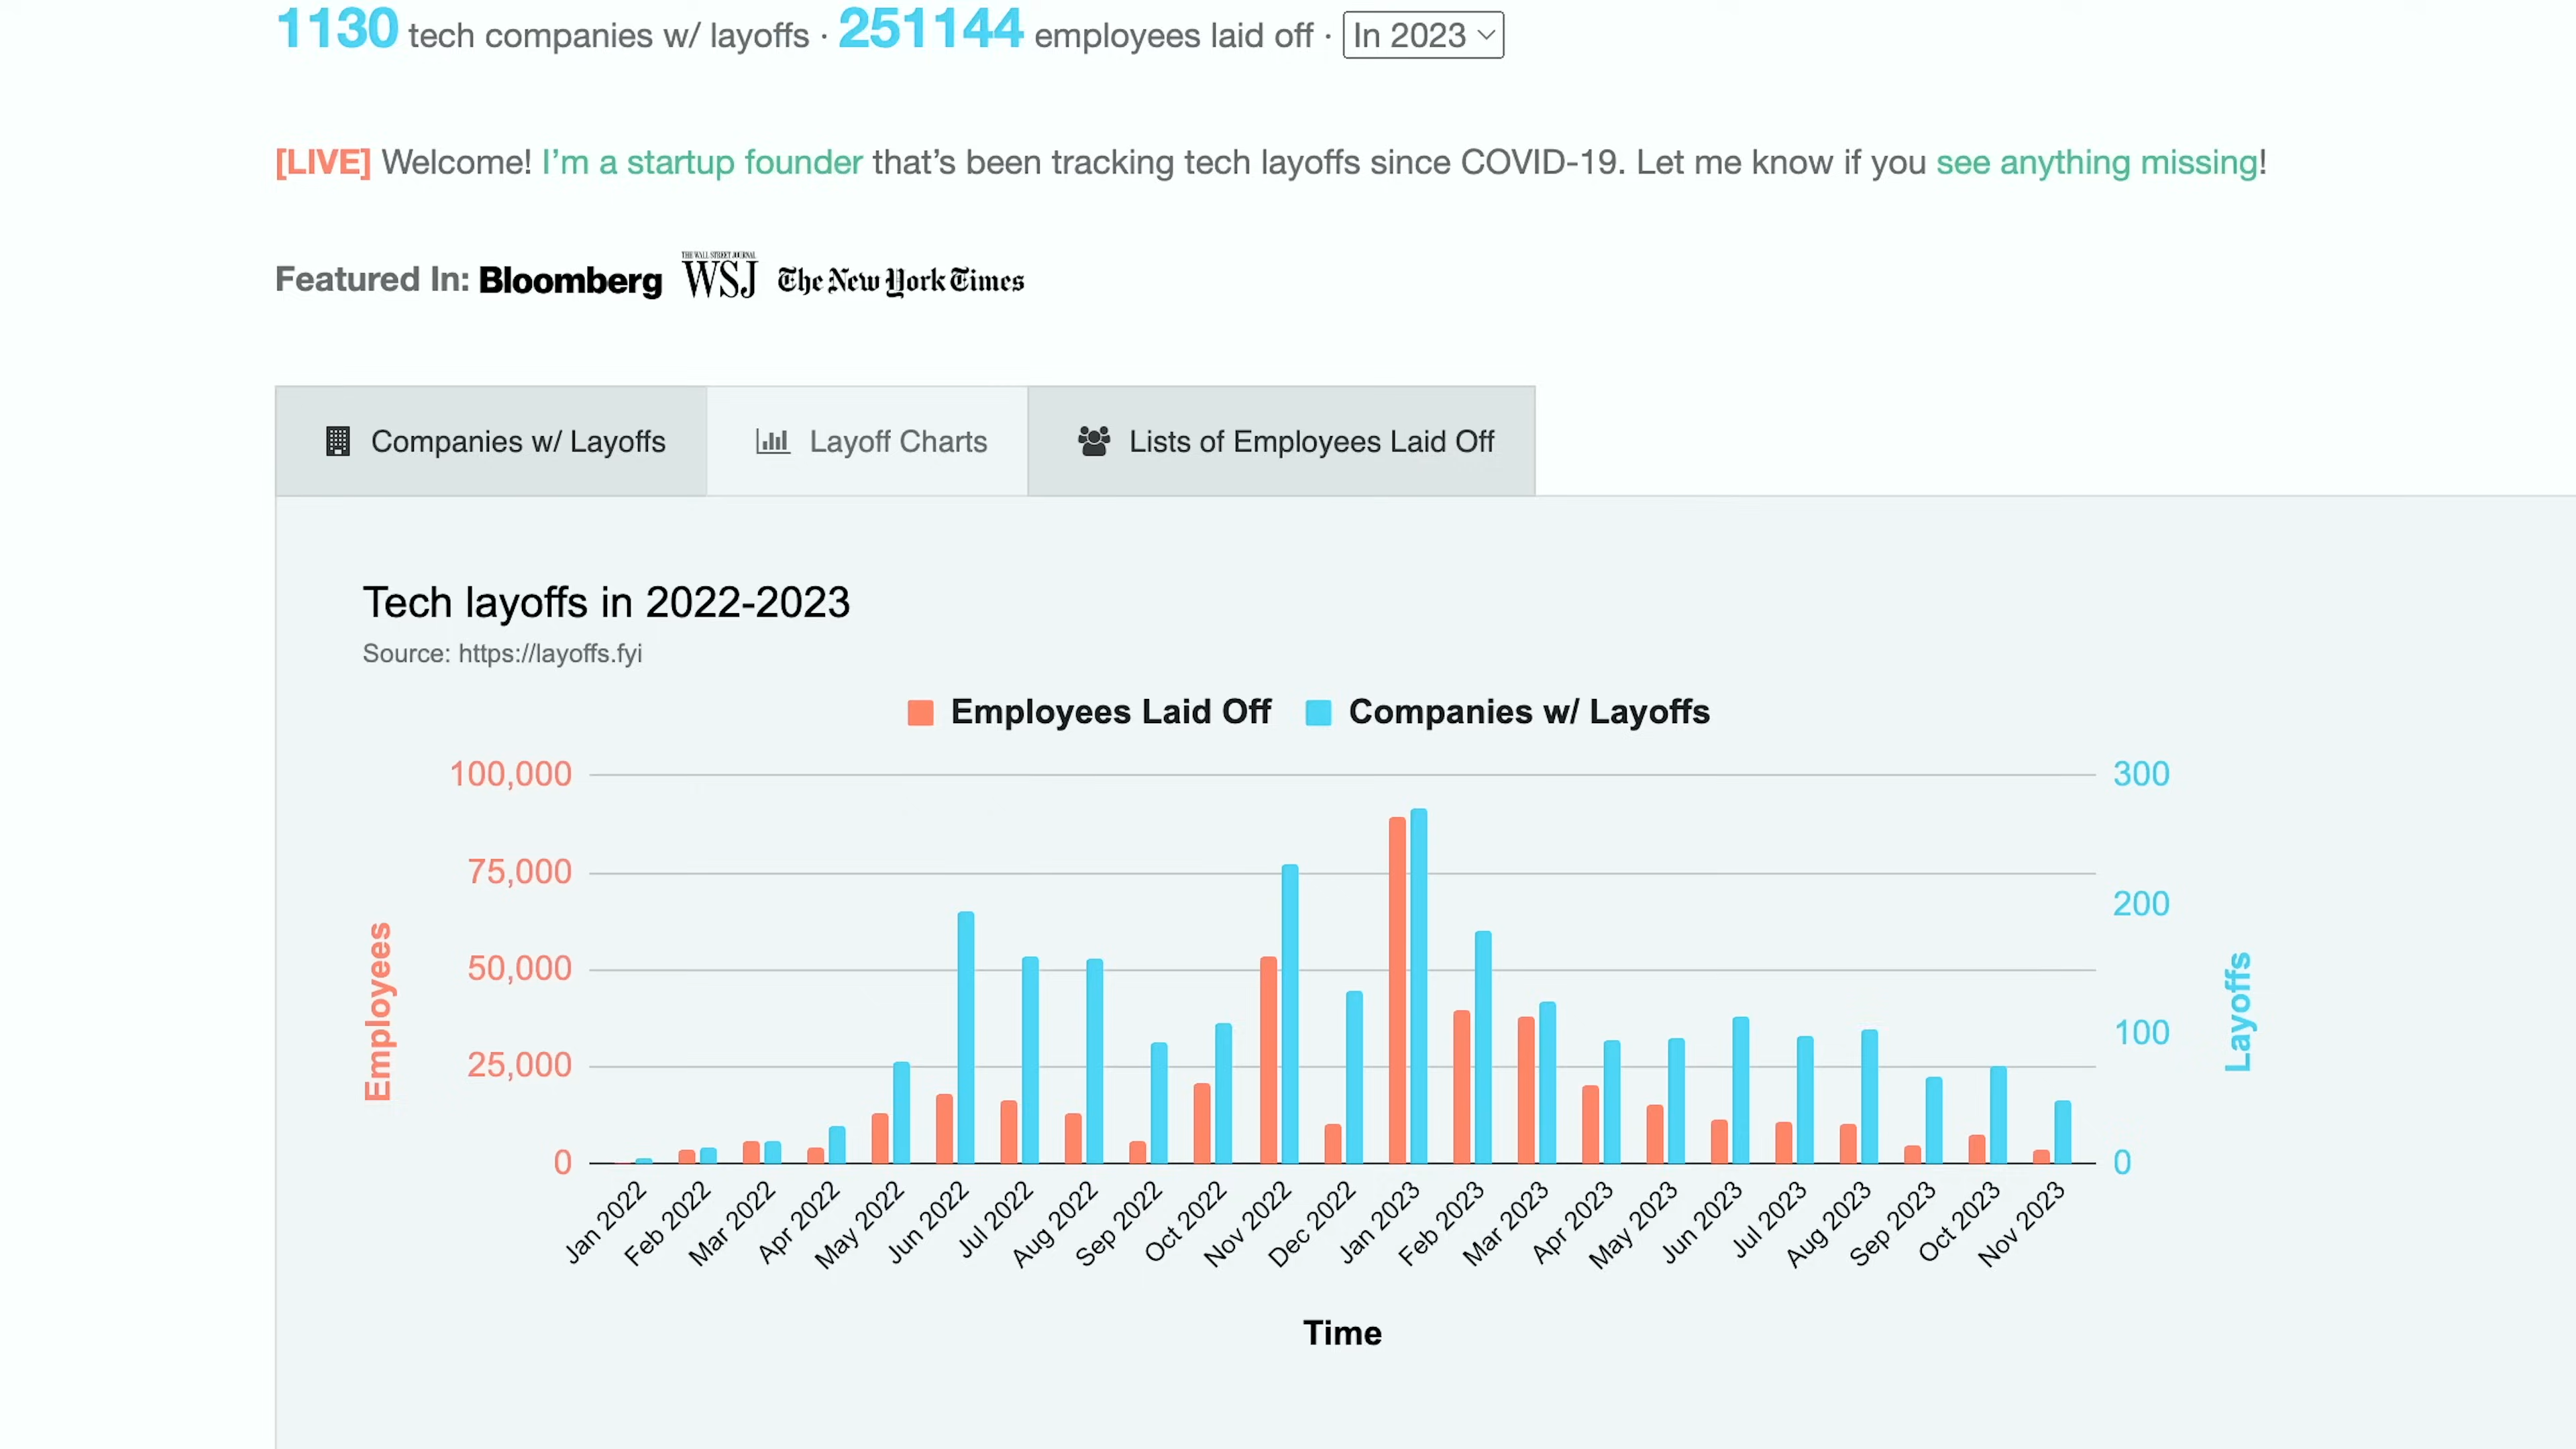 1130 tech companies w/ layoffs · 251144 employees laid off · In 2023
[LIVE] Welcome! I'm a startup founder that's been tracking tech layoffs since COVID-19. Let me know if you see anything missing!
Featured In: Bloomberg THE WALL STREET JOURNAL WSJ The New York Times
Companies w/ Layoffs Layoff Charts Lists of Employees Laid Off
Tech layoffs in 2022-2023
Source: https://layoffs.fyi
Employees Laid Off Companies w/ Layoffs
100,000 300
75,000
200
50,000
100
25,000
0 0
Employees
Layoffs
Jan 2022 Feb 2022 Mar 2022 Apr 2022 May 2022 Jun 2022 Jul 2022 Aug 2022 Sep 2022 Oct 2022 Nov 2022 Dec 2022 Jan 2023 Feb 2023 Mar 2023 Apr 2023 May 2023 Jun 2023 Jul 2023 Aug 2023 Sep 2023 Oct 2023 Nov 2023
Time